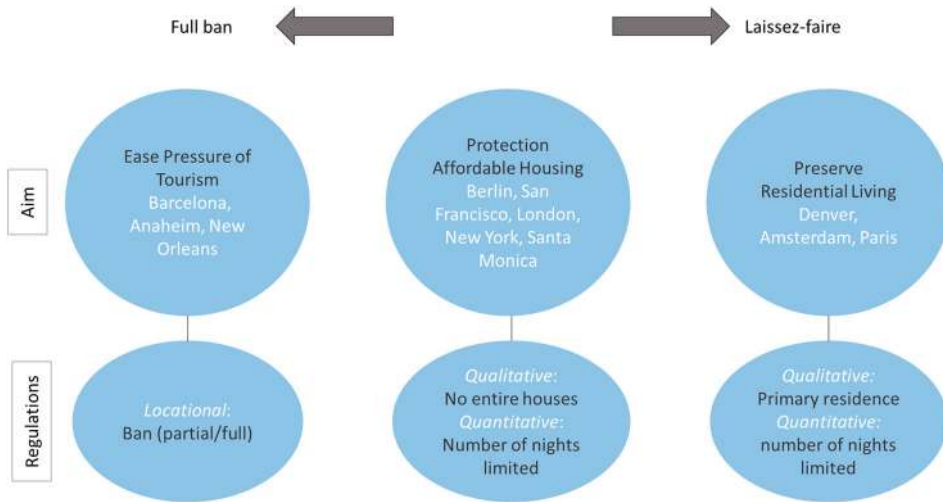 Full ban
Laissez-faire
Aim
Ease Pressure of
Tourism
Barcelona,
Anaheim, New
Orleans
Protection
Affordable Housing
Berlin, San
Francisco, London,
New York, Santa
Monica
Preserve
Residential Living
Denver,
Amsterdam, Paris
Regulations
Locational:
Ban (partial/full)
Qualitative:
No entire houses
Quantitative:
Number of nights
limited
Qualitative:
Primary residence
Quantitative:
number of nights
limited